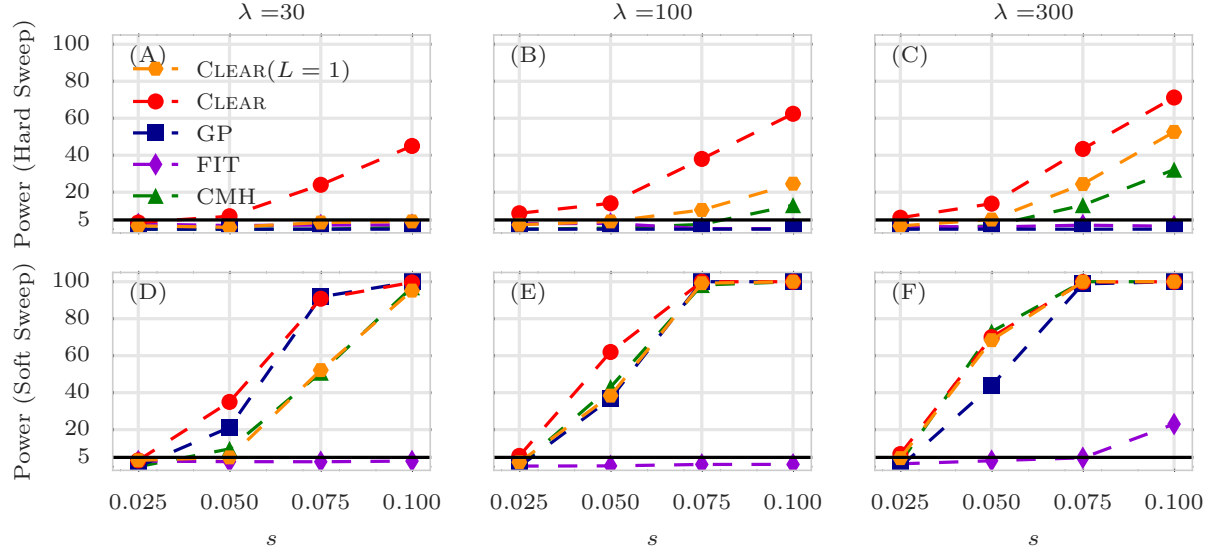 λ =30 λ =100 λ =300
Power (Hard Sweep)
100
80
60
40
20
5
(A)
CLEAR(L = 1)
CLEAR
GP
FIT
CMH
(B)
(C)
Power (Soft Sweep)
100
80
60
40
20
5
(D)
(E)
(F)
0.025 0.050 0.075 0.100 0.025 0.050 0.075 0.100 0.025 0.050 0.075 0.100
s s s